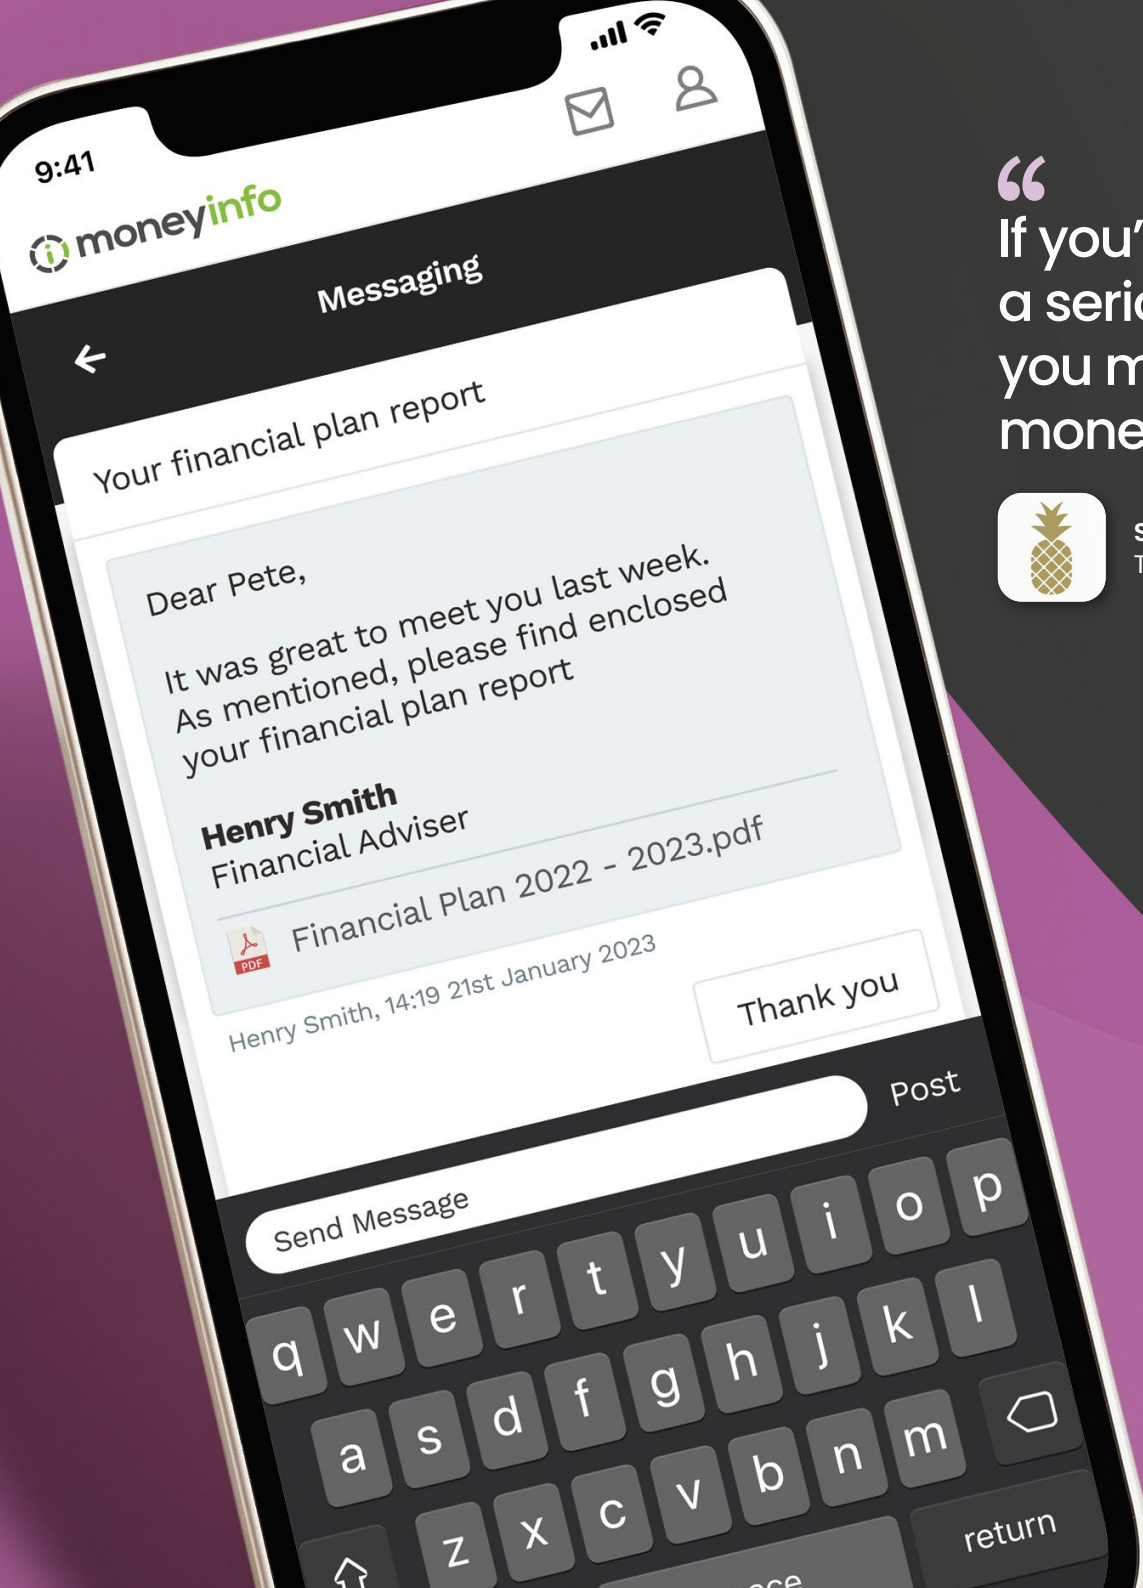 9:41
moneyinfo
Messaging
Your financial plan report
Dear Pete,
It was great to meet you last week.
As mentioned, please find enclosed
your financial plan report
Henry Smith
Financial Adviser
Financial Plan 2022 - 2023.pdf
PDF
Henry Smith, 14:19 21st January 2023
Thank you
Send Message
Post
q w e r t y u i o p
a s d f g h j k l
z x c v b n m
return
“
If you’
a
you